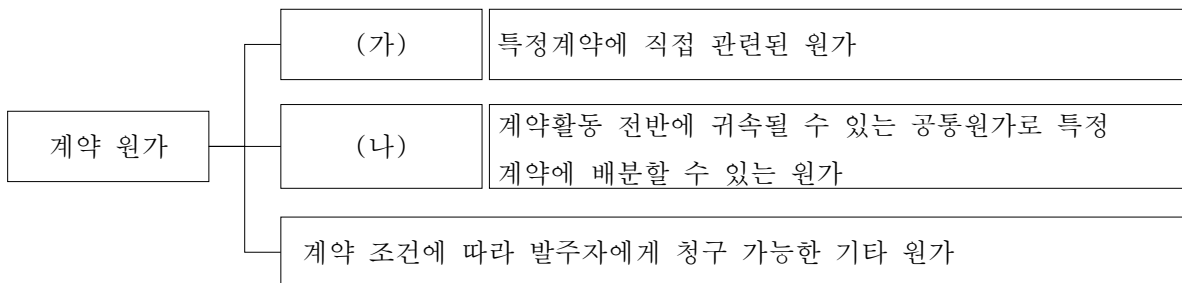 (가)
특정계약에 직접 관련된 원가
계약 원가
(나)
계약활동 전반에 귀속될 수 있는 공통원가로 특정
계약에 배분할 수 있는 원가
계약 조건에 따라 발주자에게 청구 가능한 기타 원가